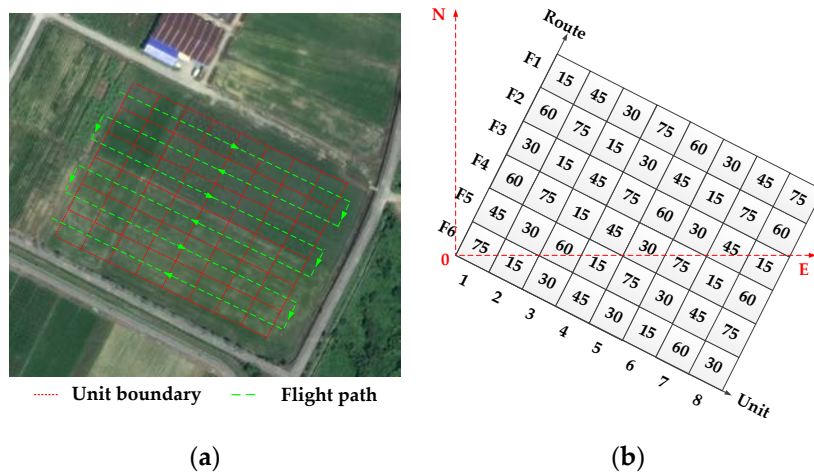 N
Route
F1 15 45 30 75 60 30 45 75
F2 60 75 15 30 45 75 15 60
F3 30 15 45 75 60 30 45 15
F4 60 75 15 45 30 75 15 60
F5 45 30 60 15 75 30 45 75
F6 75 15 30 45 30 15 60 30
0
E
1 2 3 4 5 6 7 8
Unit
Unit boundary
Flight path
(a)
(b)